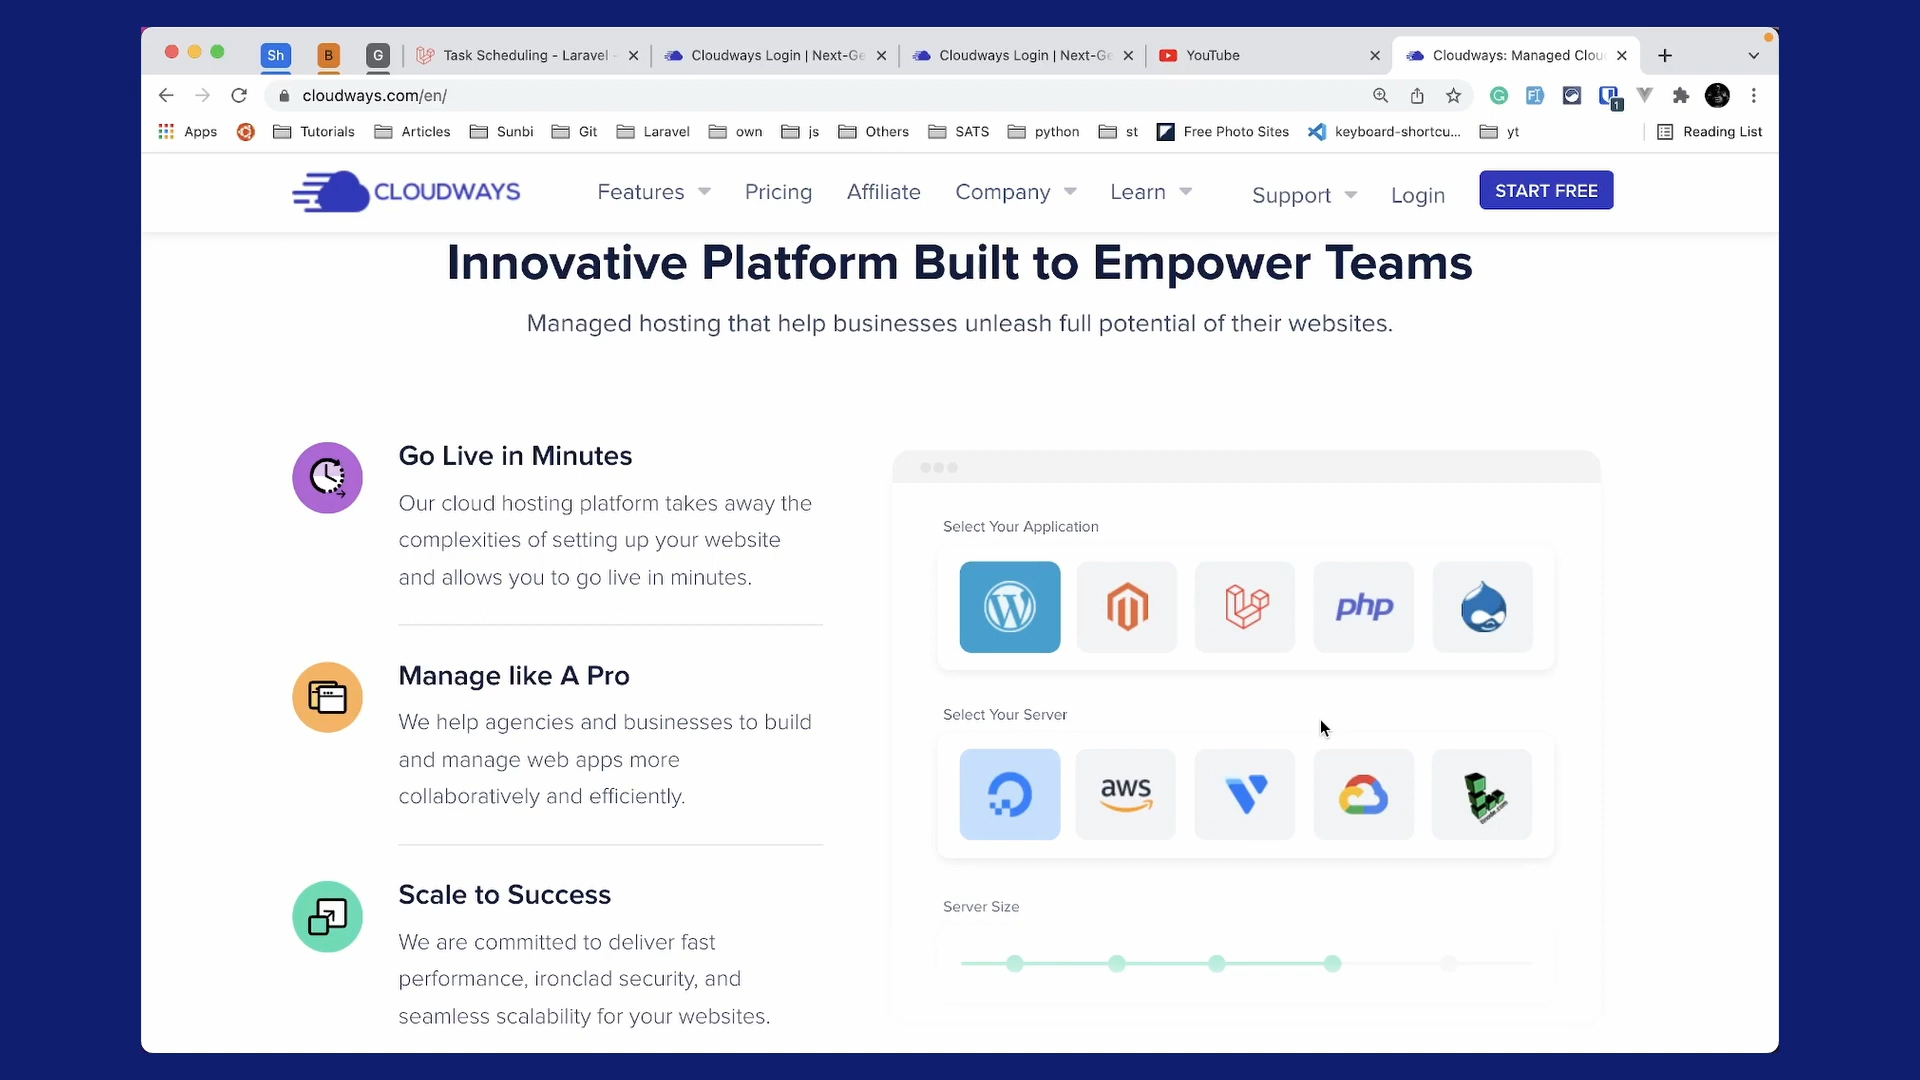 Sh
B
G
Task Scheduling - Laravel -
Cloudways Login | Next-Ge
Cloudways Login | Next-Ge
YouTube
Cloudways: Managed Clou
cloudways.com/en/
1
Apps
Tutorials
Articles
Sunbi
Git
Laravel
own
js
Others
SATS
python
st
Free Photo Sites
keyboard-shortcu...
yt
Reading List
CLOUDWAYS
Features
Pricing
Affiliate
Company
Learn
Support
Login
START FREE
Innovative Platform Built to Empower Teams
Managed hosting that help businesses unleash full potential of their websites.
Go Live in Minutes
Our cloud hosting platform takes away the
complexities of setting up your website
and allows you to go live in minutes.
Manage like A Pro
We help agencies and businesses to build
and manage web apps more
collaboratively and efficiently.
Scale to Success
We are committed to deliver fast
performance, ironclad security, and
seamless scalability for your websites.
Select Your Application
php
Select Your Server
aws
linode.com
Server Size